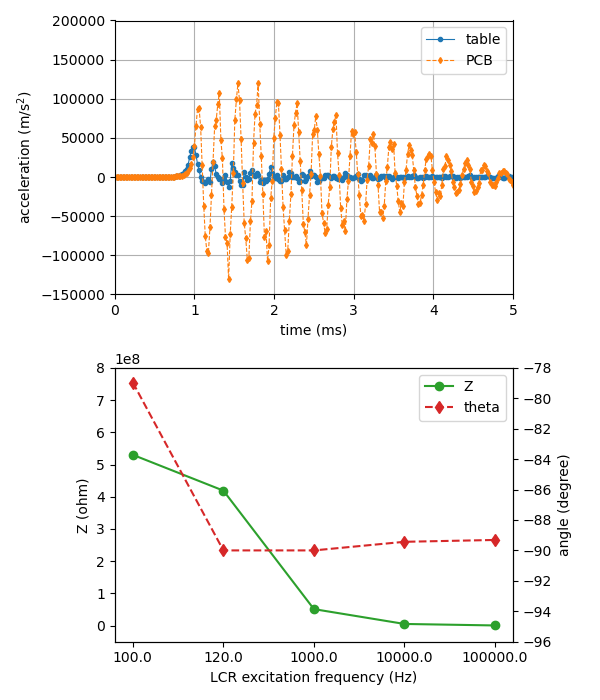 200000
150000
100000
50000
0
−50000
−100000
−150000
acceleration (m/s²)
table
PCB
0 1 2 3 4 5
time (ms)
1e8
8
7
6
5
4
3
2
1
0
Z (ohm)
Z
theta
−78
−80
−82
−84
−86
−88
−90
−92
−94
−96
angle (degree)
100.0 120.0 1000.0 10000.0 100000.0
LCR excitation frequency (Hz)